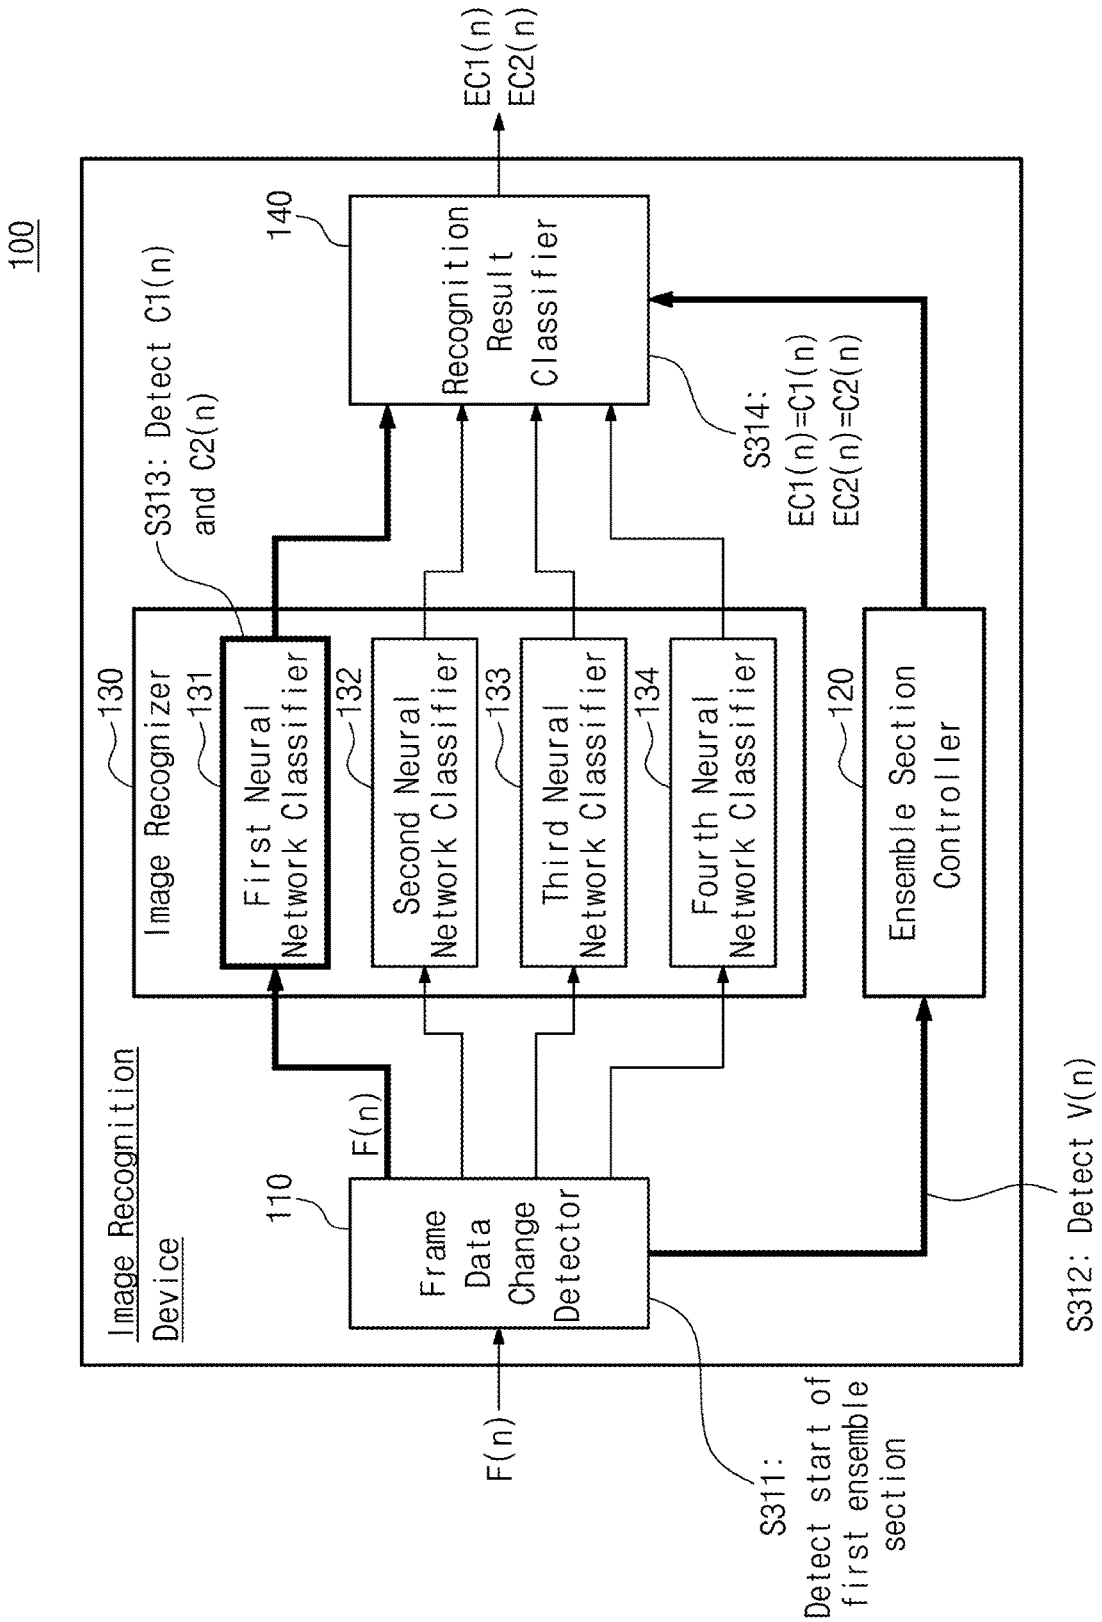 100
Image Recognition
Device
F(n)
110
Frame
Data
Change
Detector
S311:
Detect start of
first ensemble
section
S312: Detect V(n)
F(n)
130
Image Recognizer
131
First Neural
Network Classifier
132
Second Neural
Network Classifier
133
Third Neural
Network Classifier
134
Fourth Neural
Network Classifier
120
Ensemble Section
Controller
S313: Detect C1(n)
and C2(n)
140
Recognition
Result
Classifier
S314:
EC1(n)=C1(n)
EC2(n)=C2(n)
EC1(n)
EC2(n)